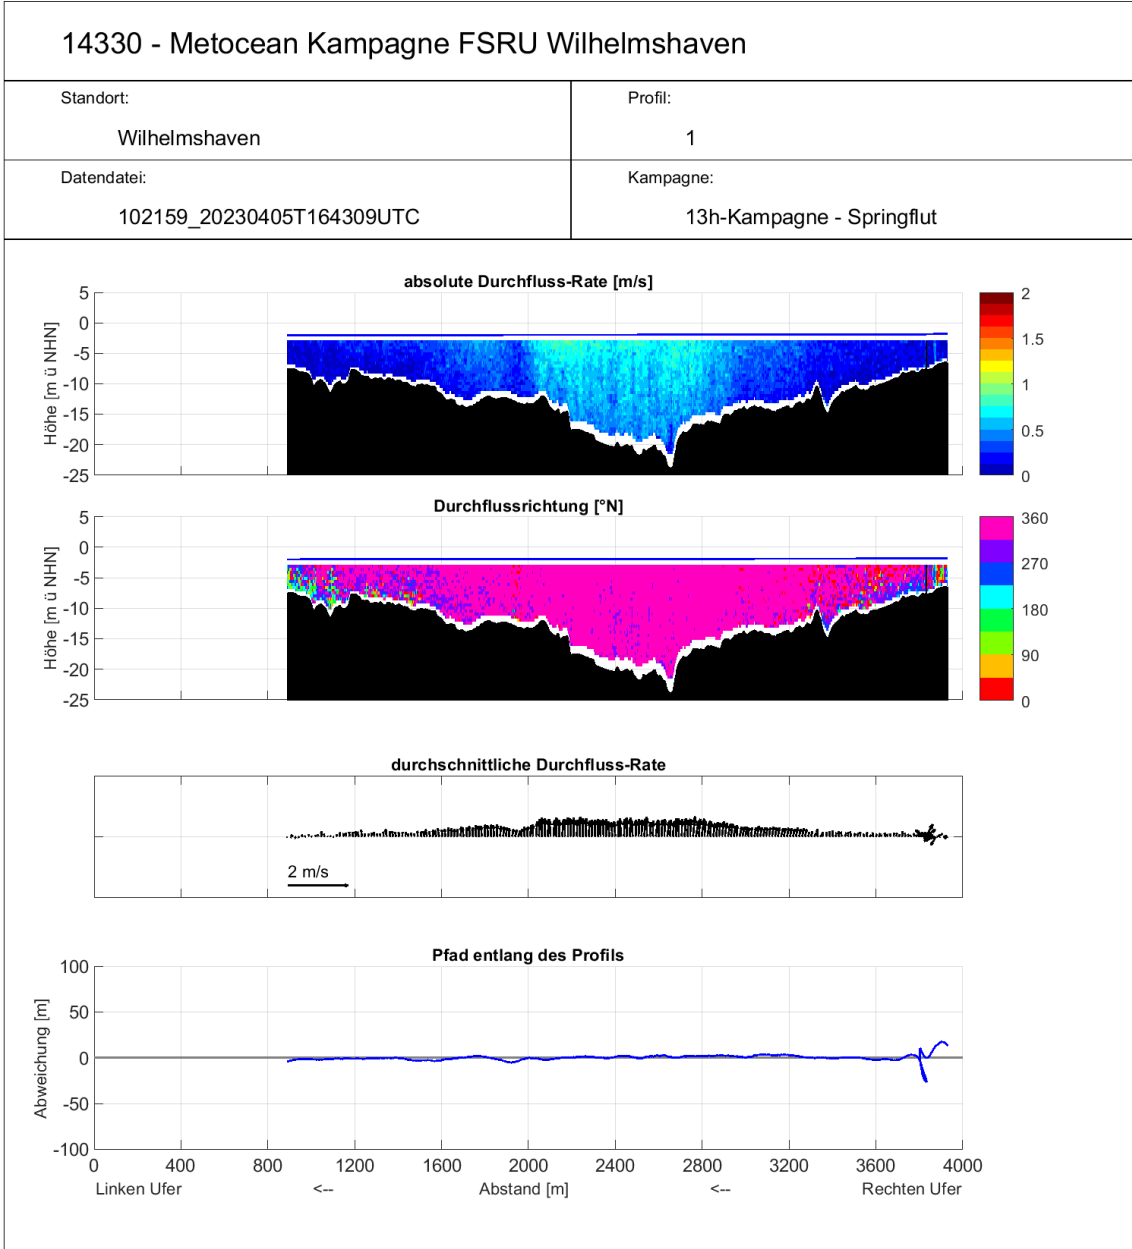 14330 - Metocean Kampagne FSRU Wilhelmshaven
Standort:
Profil:
Wilhelmshaven
1
Datendatei:
Kampagne:
102159_20230405T164309UTC
13h-Kampagne - Springflut
absolute Durchfluss-Rate [m/s]
5
0
-5
-10
-15
-20
-25
Höhe [m ü NHN]
2
1.5
1
0.5
0
Durchflussrichtung [°N]
5
0
-5
-10
-15
-20
-25
Höhe [m ü NHN]
360
270
180
90
0
durchschnittliche Durchfluss-Rate
2 m/s
Pfad entlang des Profils
100
50
0
-50
-100
Abweichung [m]
0 400 800 1200 1600 2000 2400 2800 3200 3600 4000
Linken Ufer <-- Abstand [m] <-- Rechten Ufer